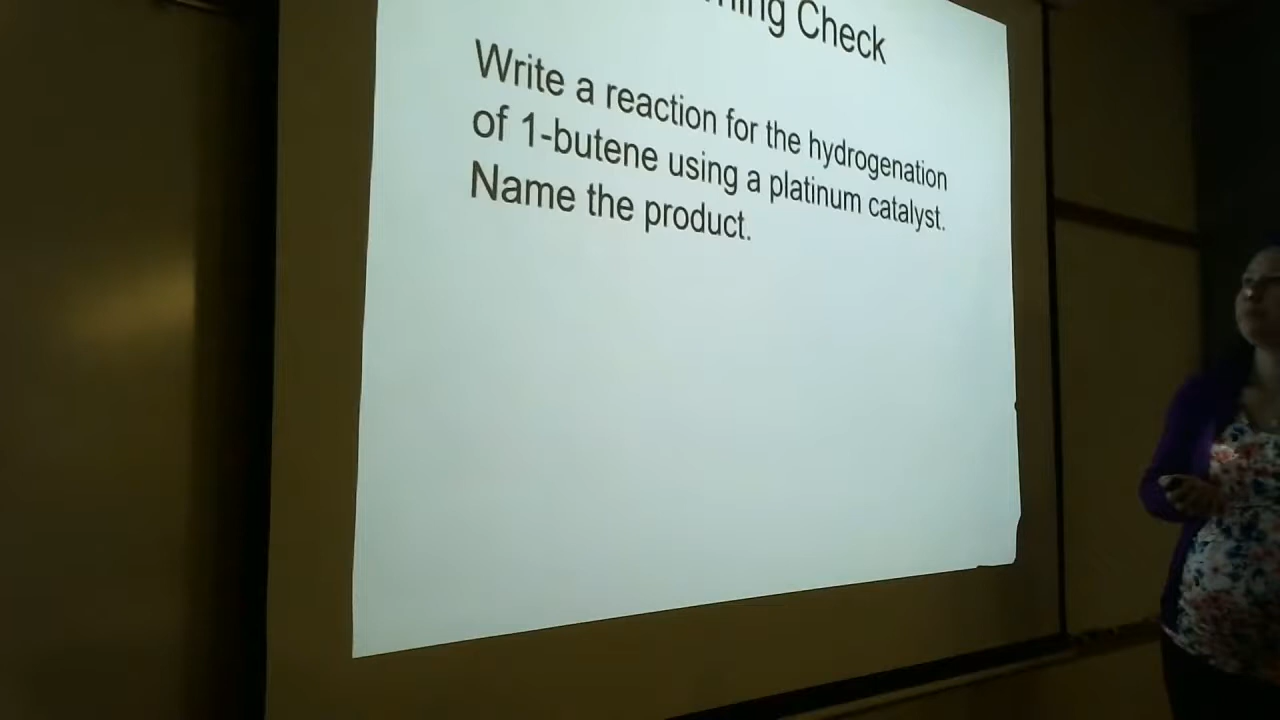 Check
Write a reaction for the hydrogenation
of 1-butene using a platinum catalyst.
Name the product.